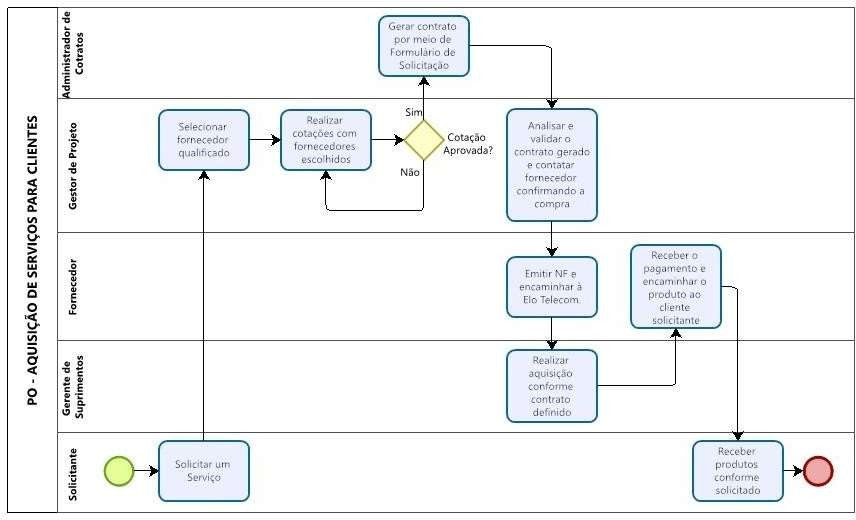 PO - AQUISIÇÃO DE SERVIÇOS PARA CLIENTES
Administrador de
Cotratos
Gerar contrato
por meio de
Formulário de
Solicitação
Gestor de Projeto
Selecionar
fornecedor
qualificado
Realizar
cotações com
fornecedores
escolhidos
Sim
Cotação
Aprovada?
Não
Analisar e
validar o
contrato gerado
e contatar
fornecedor
confirmando a
compra
Fornecedor
Emitir NF e
encaminhar à
Elo Telecom.
Receber o
pagamento e
encaminhar o
produto ao
cliente
solicitante
Gerente de
Suprimentos
Realizar
aquisição
conforme
contrato
definido
Solicitante
Solicitar um
Serviço
Receber
produtos
conforme
solicitado